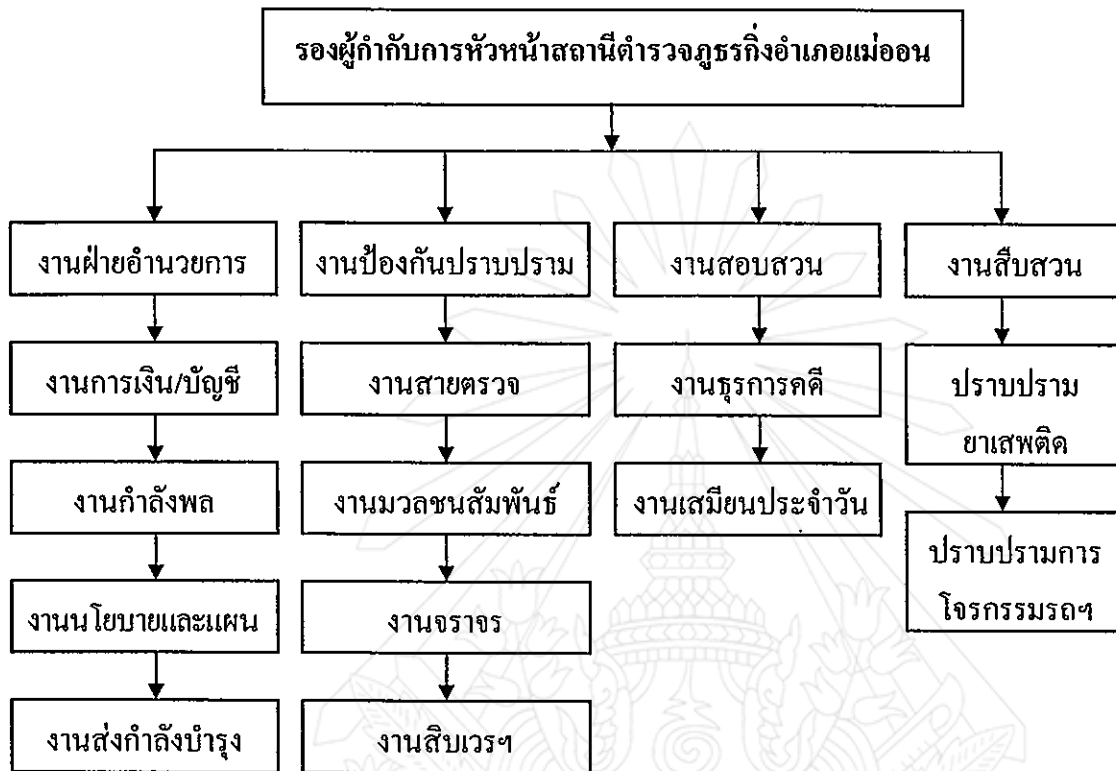 รองผู้กำกับการหัวหน้าสถานีตำรวจภูธรกิ่งอำเภอแม่ออน
งานฝ่ายอำนวยการ
งานป้องกันปราบปราม
งานสอบสวน
งานสืบสวน
งานการเงิน/บัญชี
งานสายตรวจ
งานธุรการคดี
ปราบปราม
ยาเสพติด
งานกำลังพล
งานมวลชนสัมพันธ์
งานเสมียนประจำวัน
ปราบปรามการ
โจรกรรมรถฯ
งานนโยบายและแผน
งานจราจร
งานส่งกำลังบำรุง
งานสิบเวรฯ